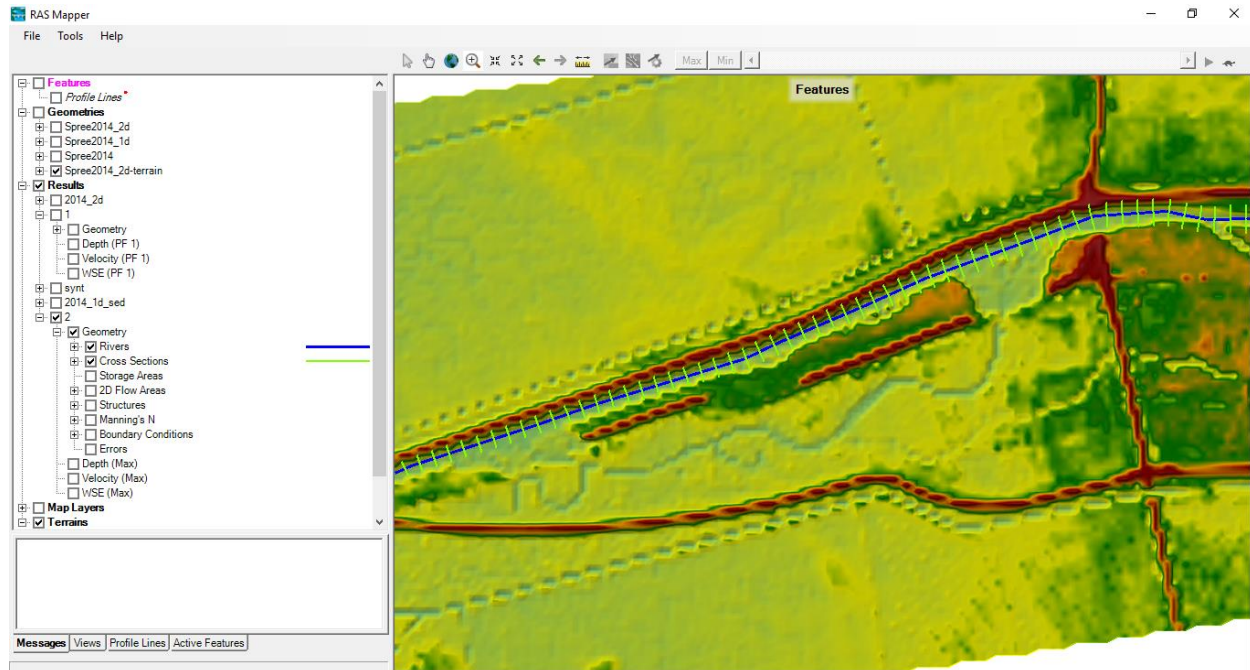 RAS Mapper
File Tools Help
Max Min
Features
Profile Lines
Geometries
Spree2014_2d
Spree2014_1d
Spree2014
Spree2014_2d-terrain
Results
2014_2d
1
Geometry
Depth (PF 1)
Velocity (PF 1)
WSE (PF 1)
synt
2014_1d_sed
2
Geometry
Rivers
Cross Sections
Storage Areas
2D Flow Areas
Structures
Manning's N
Boundary Conditions
Errors
Depth (Max)
Velocity (Max)
WSE (Max)
Map Layers
Terrains
Features
Messages Views Profile Lines Active Features